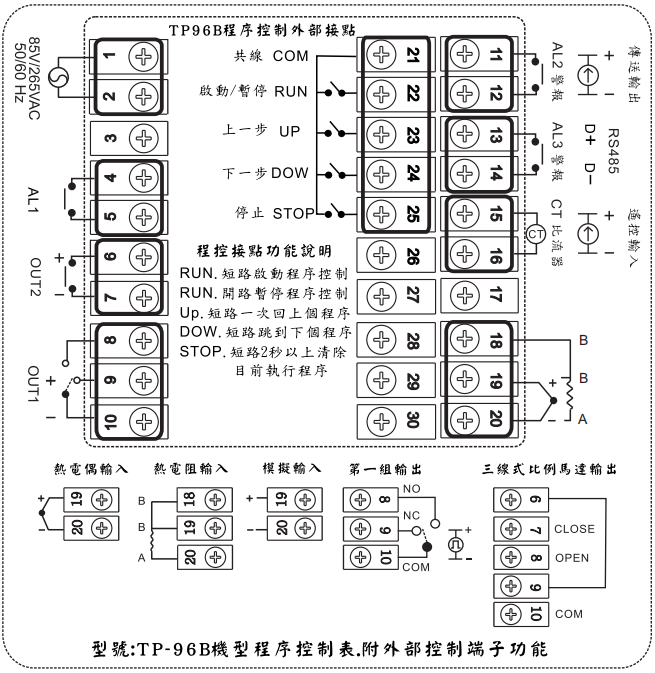 TP96B程序控制外部接點
85V/265VAC
50/60 Hz
1
2
3
4
5
6
7
8
9
10
AL1
OUT2
+
−
OUT1
+
−
共線 COM
啟動/暫停 RUN
上一步 UP
下一步 DOW
停止 STOP
21
22
23
24
25
26
27
28
29
30
11
12
13
14
15
16
17
18
19
20
AL2 警報
AL3 警報
CT 比流器
CT
傳送輸出
+
−
RS485
D+ D−
遙控輸入
+
−
B
B
A
+
−
程控接點功能說明
RUN. 短路啟動程序控制
RUN. 開路暫停程序控制
Up. 短路一次回上個程序
DOW. 短路跳到下個程序
STOP. 短路2秒以上清除
目前執行程序
熱電偶輸入
+
−
19
20
熱電阻輸入
B
B
A
18
19
20
模擬輸入
+
−
19
20
第一組輸出
8
9
10
NO
NC
COM
+
−
三線式比例馬達輸出
6
7
CLOSE
8
OPEN
9
10
COM
型號:TP-96B機型程序控制表.附外部控制端子功能